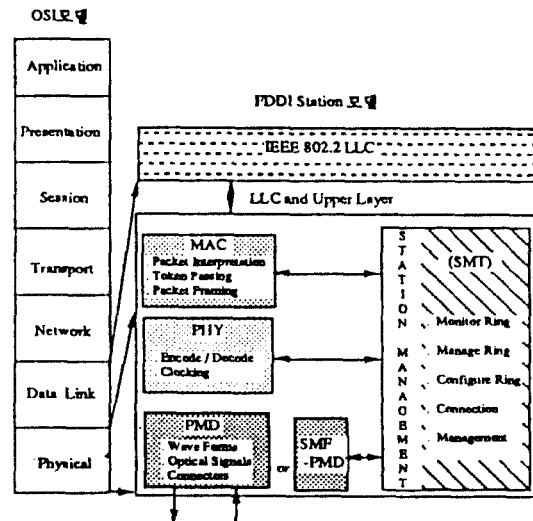 OSI모델
Application
Presentation
Session
Transport
Network
Data Link
Physical
FDDI Station 모델
IEEE 802.2 LLC
LLC and Upper Layer
MAC
Packet Interpretation
Token Passing
Packet Framing
PHY
Encode / Decode
Clocking
PMD
Wave Forms
Optical Signals
Connectors
or
SMF
-PMD
STATION MANAGEMENT
(SMT)
Monitor Ring
Manage Ring
Configure Ring
Connection
Management